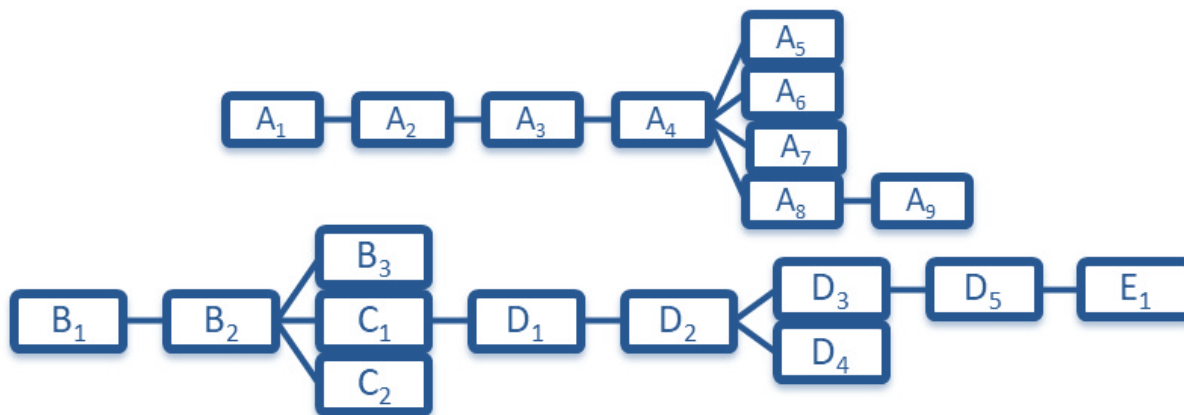 A₅
A₆
A₁ A₂ A₃ A₄
A₇
A₈ A₉
B₃
D₃ D₅ E₁
B₁ B₂ C₁ D₁ D₂
D₄
C₂